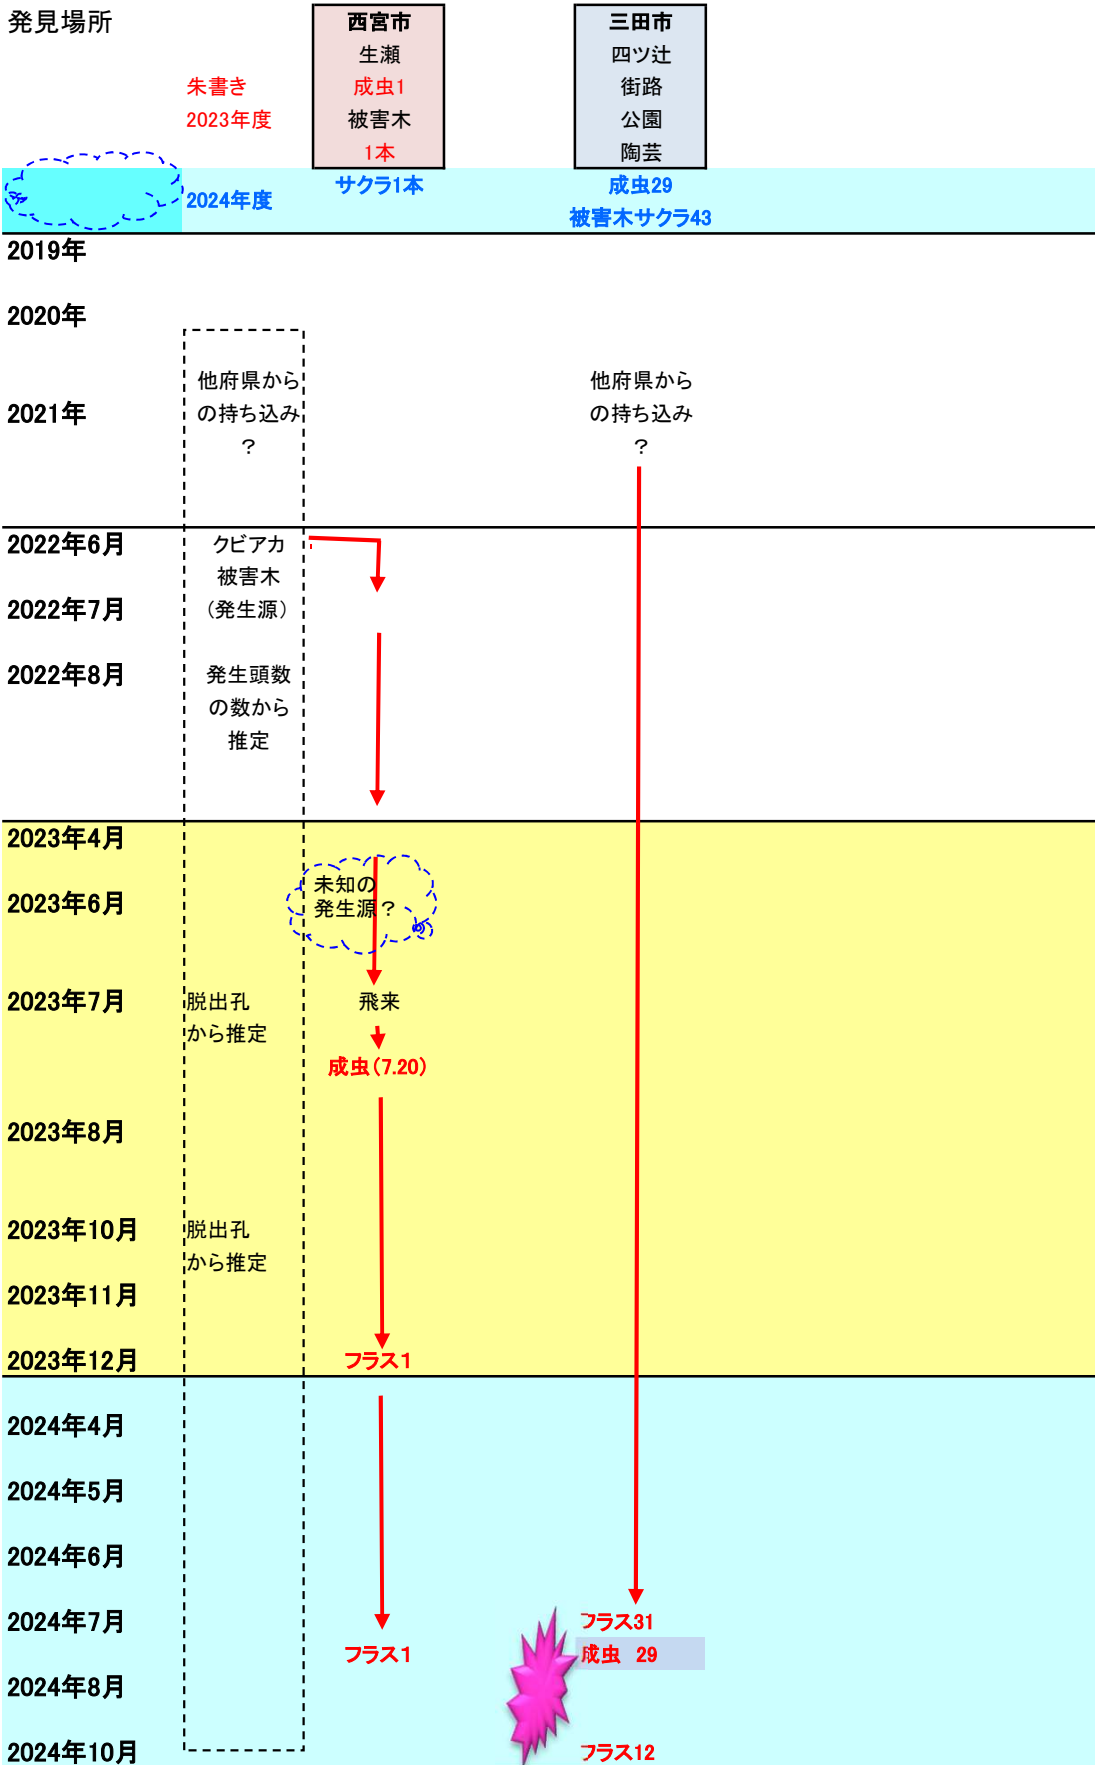 発見場所
西宮市
三田市
生瀬
四ツ辻
朱書き
成虫1
街路
2023年度
被害木
公園
1本
陶芸
サクラ1本
成虫29
2024年度
被害木サクラ43
2019年
2020年
他府県から
の持ち込み
？
他府県から
の持ち込み
？
2021年
2022年6月
クビアカ
被害木
2022年7月
（発生源）
2022年8月
発生頭数
の数から
推定
2023年4月
未知の
発生源？
2023年6月
2023年7月
脱出孔
から推定
飛来
成虫(7.20)
2023年8月
2023年10月
脱出孔
から推定
2023年11月
2023年12月
フラス1
2024年4月
2024年5月
2024年6月
2024年7月
フラス31
フラス1
成虫 29
2024年8月
2024年10月
フラス12